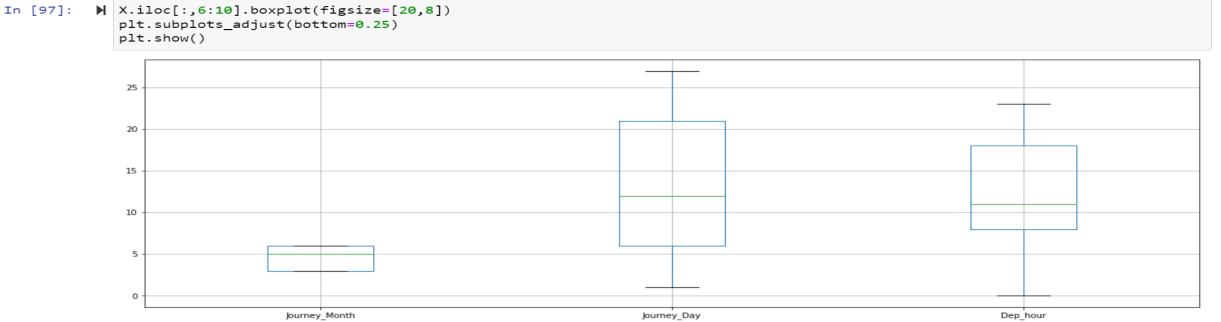 In [97]:
X.iloc[:,6:10].boxplot(figsize=[20,8])
plt.subplots_adjust(bottom=0.25)
plt.show()
25
20
15
10
5
0
Journey_Month Journey_Day Dep_hour